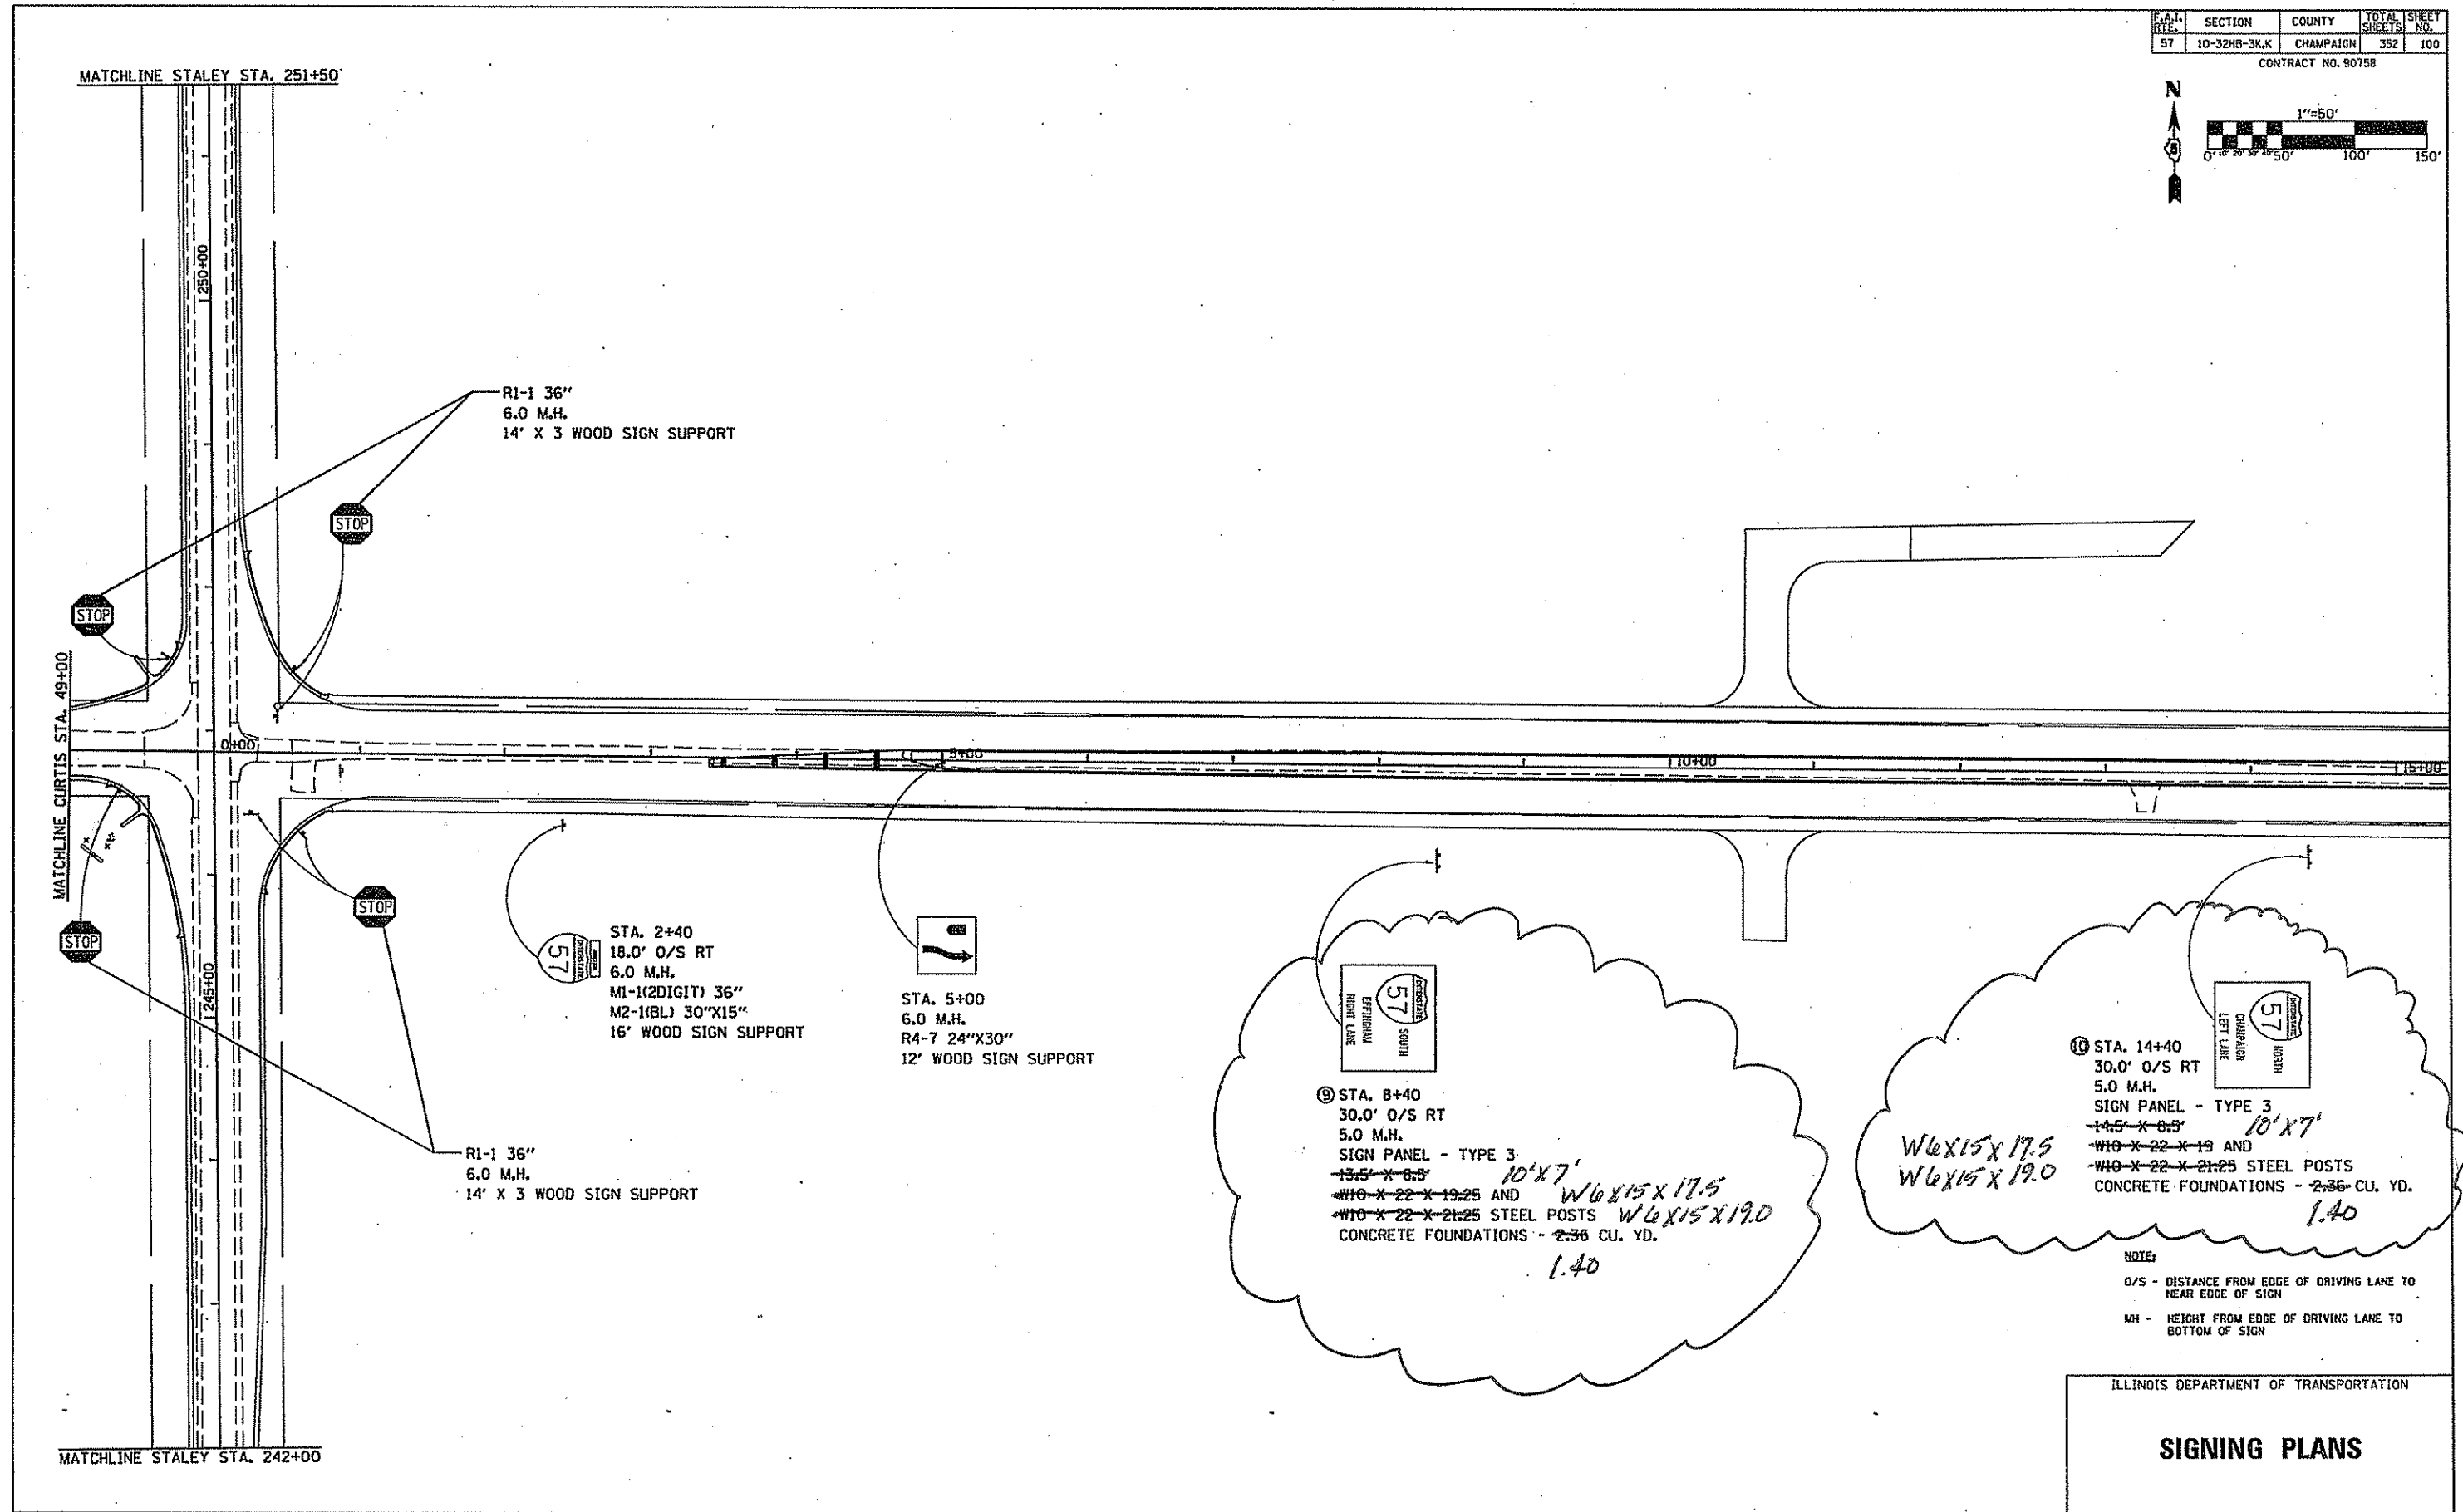 F.A.I. RTE. SECTION COUNTY TOTAL SHEETS SHEET NO.
57 10-32HB-3K,K CHAMPAIGN 352 100
CONTRACT NO. 90758
N
1"=50'
0' 10' 20' 30' 40' 50' 100' 150'
MATCHLINE STALEY STA. 251+50
250+00
R1-1 36"
6.0 M.H.
14' X 3 WOOD SIGN SUPPORT
STOP
STOP
MATCHLINE CURTIS STA. 49+00
0+00
5+00
10+00
15+00
STOP
STOP
245+00
INTERSTATE
57
STA. 2+40
18.0' O/S RT
6.0 M.H.
M1-1(2DIGIT) 36"
M2-1(BL) 30"X15"
16' WOOD SIGN SUPPORT
STA. 5+00
6.0 M.H.
R4-7 24"X30"
12' WOOD SIGN SUPPORT
INTERSTATE
57 SOUTH
EFFINGHAM
RIGHT LANE
9 STA. 8+40
30.0' O/S RT
5.0 M.H.
SIGN PANEL - TYPE 3
13.5' X 8.5' 10'X7'
W10 X 22 X 19.25 AND W6X15X17.5
W10 X 22 X 21.25 STEEL POSTS W6X15X19.0
CONCRETE FOUNDATIONS - 2.36 CU. YD.
1.40
INTERSTATE
57 NORTH
CHAMPAIGN
LEFT LANE
10 STA. 14+40
30.0' O/S RT
5.0 M.H.
SIGN PANEL - TYPE 3
14.5' X 8.5' 10'X7'
W6X15X17.5 W10 X 22 X 19 AND
W6X15X19.0 W10 X 22 X 21.25 STEEL POSTS
CONCRETE FOUNDATIONS - 2.36 CU. YD.
1.40
NOTE:
O/S - DISTANCE FROM EDGE OF DRIVING LANE TO
NEAR EDGE OF SIGN
MH - HEIGHT FROM EDGE OF DRIVING LANE TO
BOTTOM OF SIGN
R1-1 36"
6.0 M.H.
14' X 3 WOOD SIGN SUPPORT
MATCHLINE STALEY STA. 242+00
ILLINOIS DEPARTMENT OF TRANSPORTATION
SIGNING PLANS